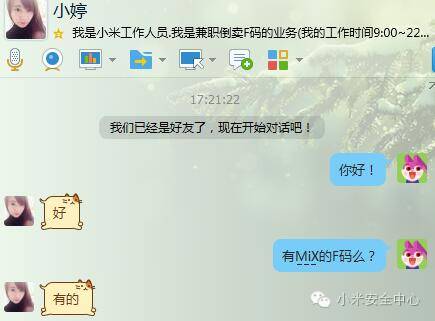 小婷
我是小米工作人员.我是兼职倒卖F码的业务(我的工作时间9:00~22...
17:21:22
我们已经是好友了，现在开始对话吧！
你好！
好
有MiX的F码么？
有的
小米安全中心